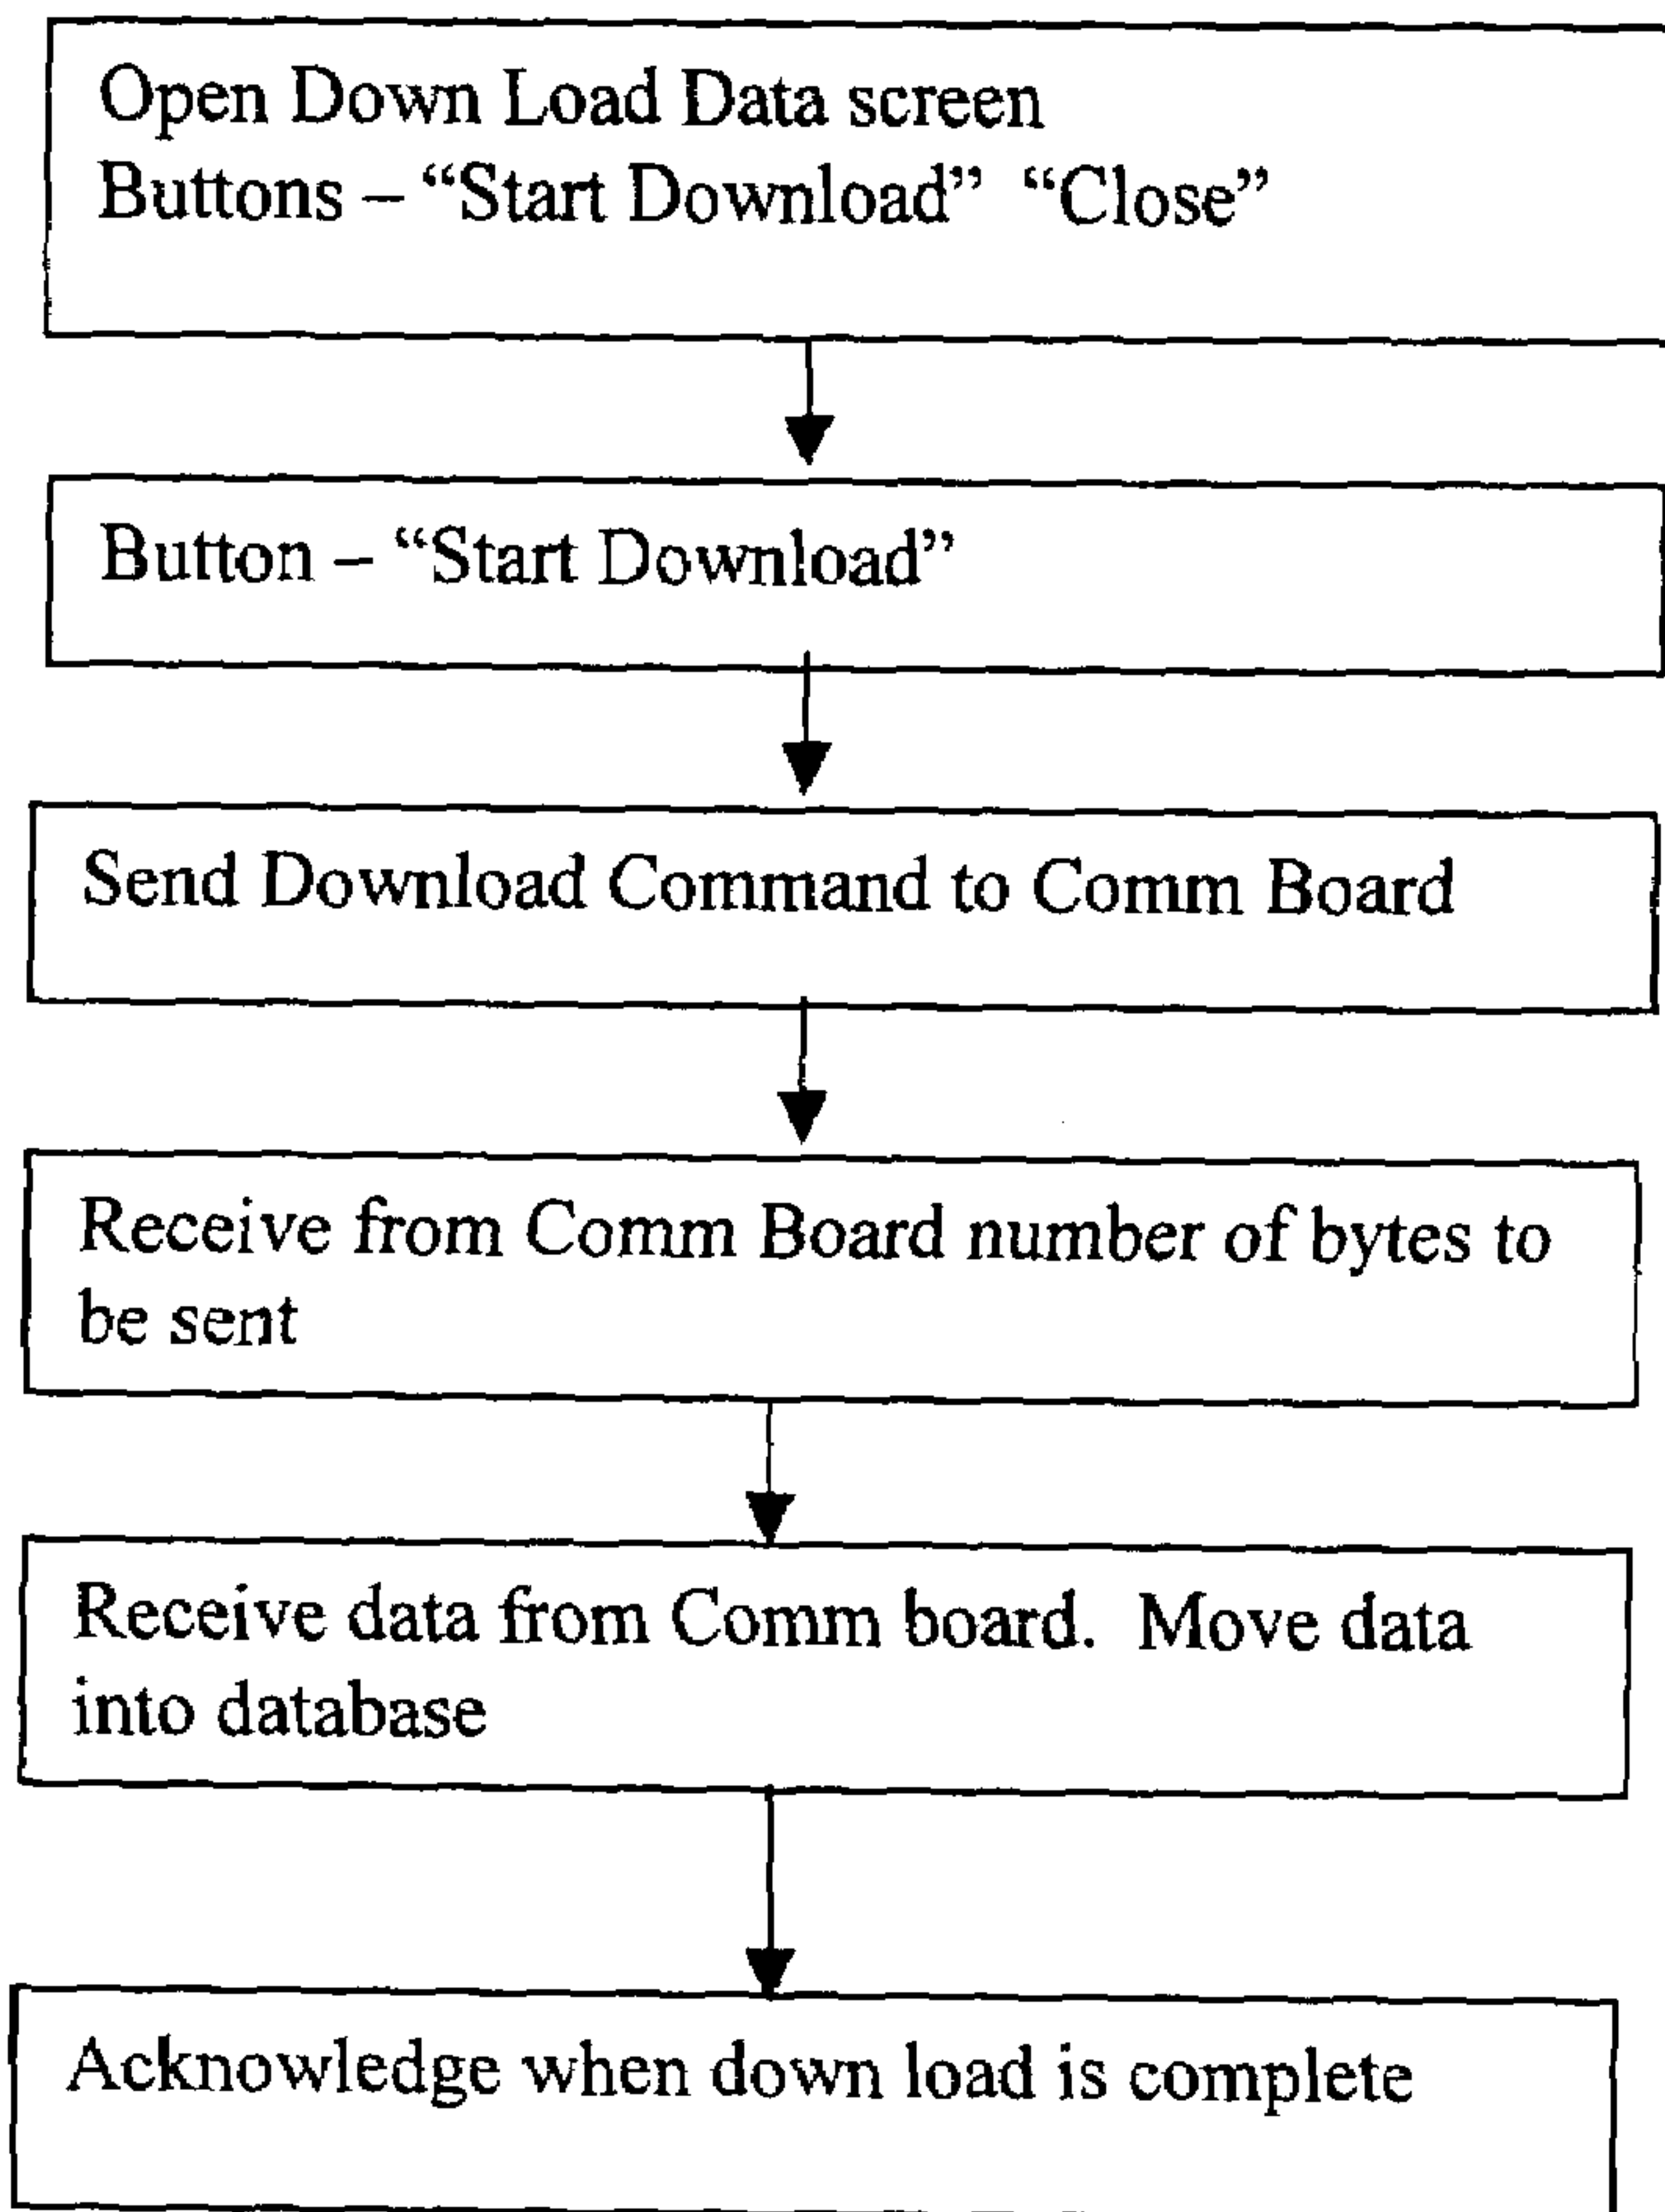 Open Down Load Data screen
Buttons – “Start Download”  “Close”
Button – “Start Download”
Send Download Command to Comm Board
Receive from Comm Board number of bytes to
be sent
Receive data from Comm board.  Move data
into database
Acknowledge when down load is complete